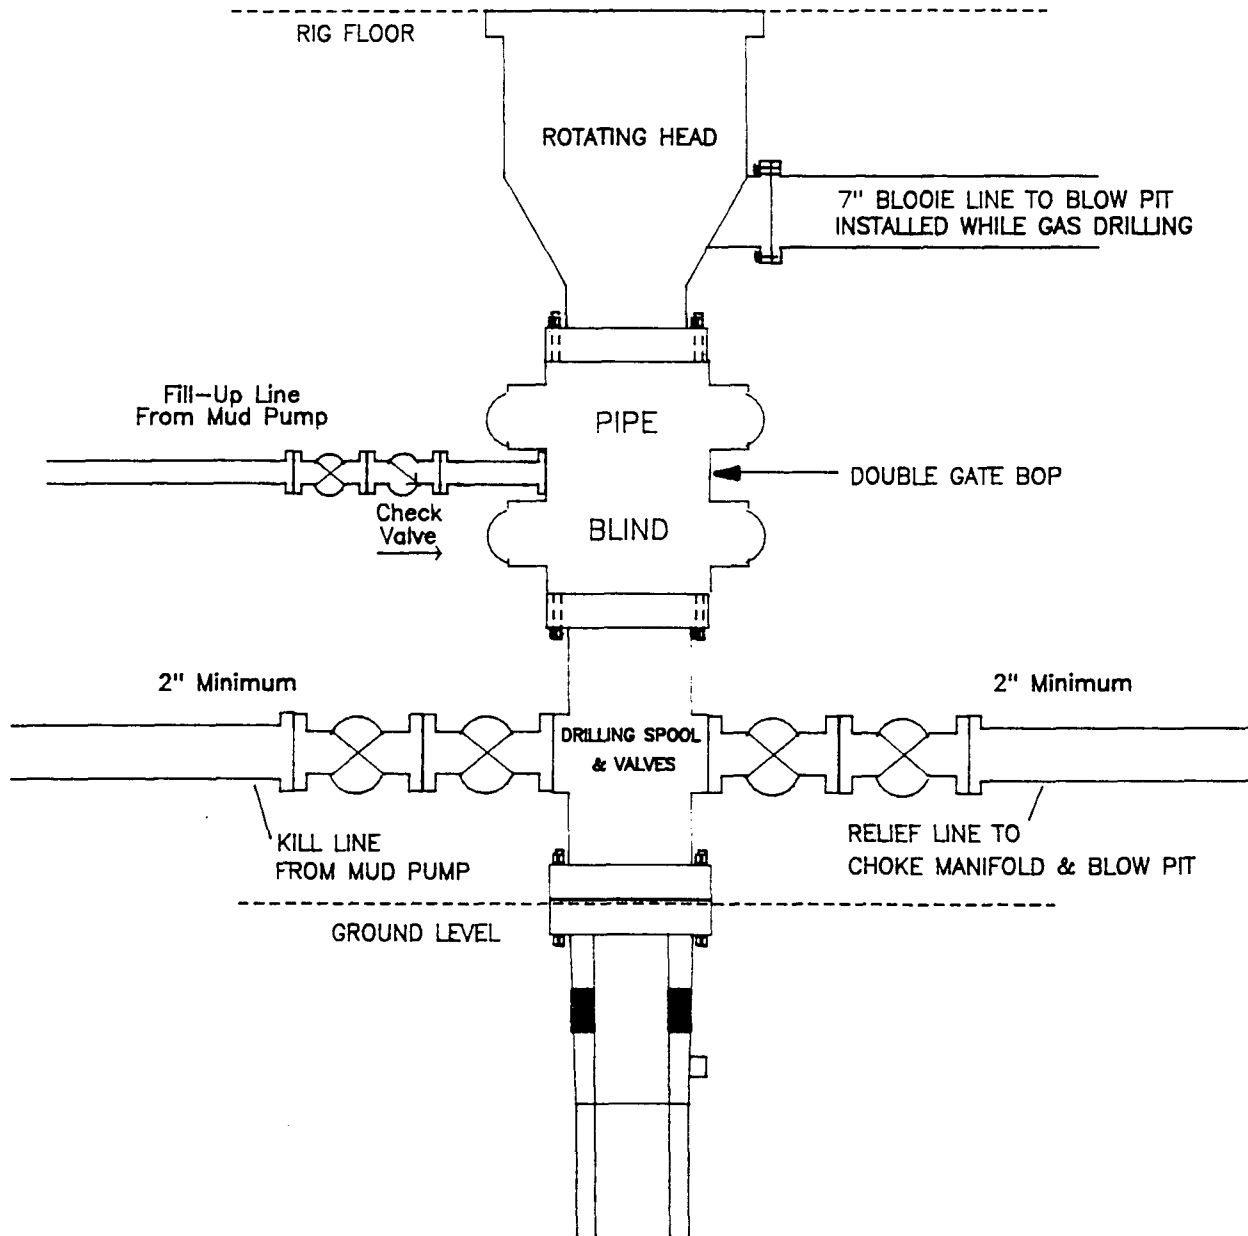 RIG FLOOR
ROTATING HEAD
7" BLOOIE LINE TO BLOW PIT
INSTALLED WHILE GAS DRILLING
Fill-Up Line
From Mud Pump
PIPE
DOUBLE GATE BOP
Check
Valve
BLIND
2" Minimum
2" Minimum
DRILLING SPOOL
& VALVES
KILL LINE
FROM MUD PUMP
RELIEF LINE TO
CHOKE MANIFOLD & BLOW PIT
GROUND LEVEL